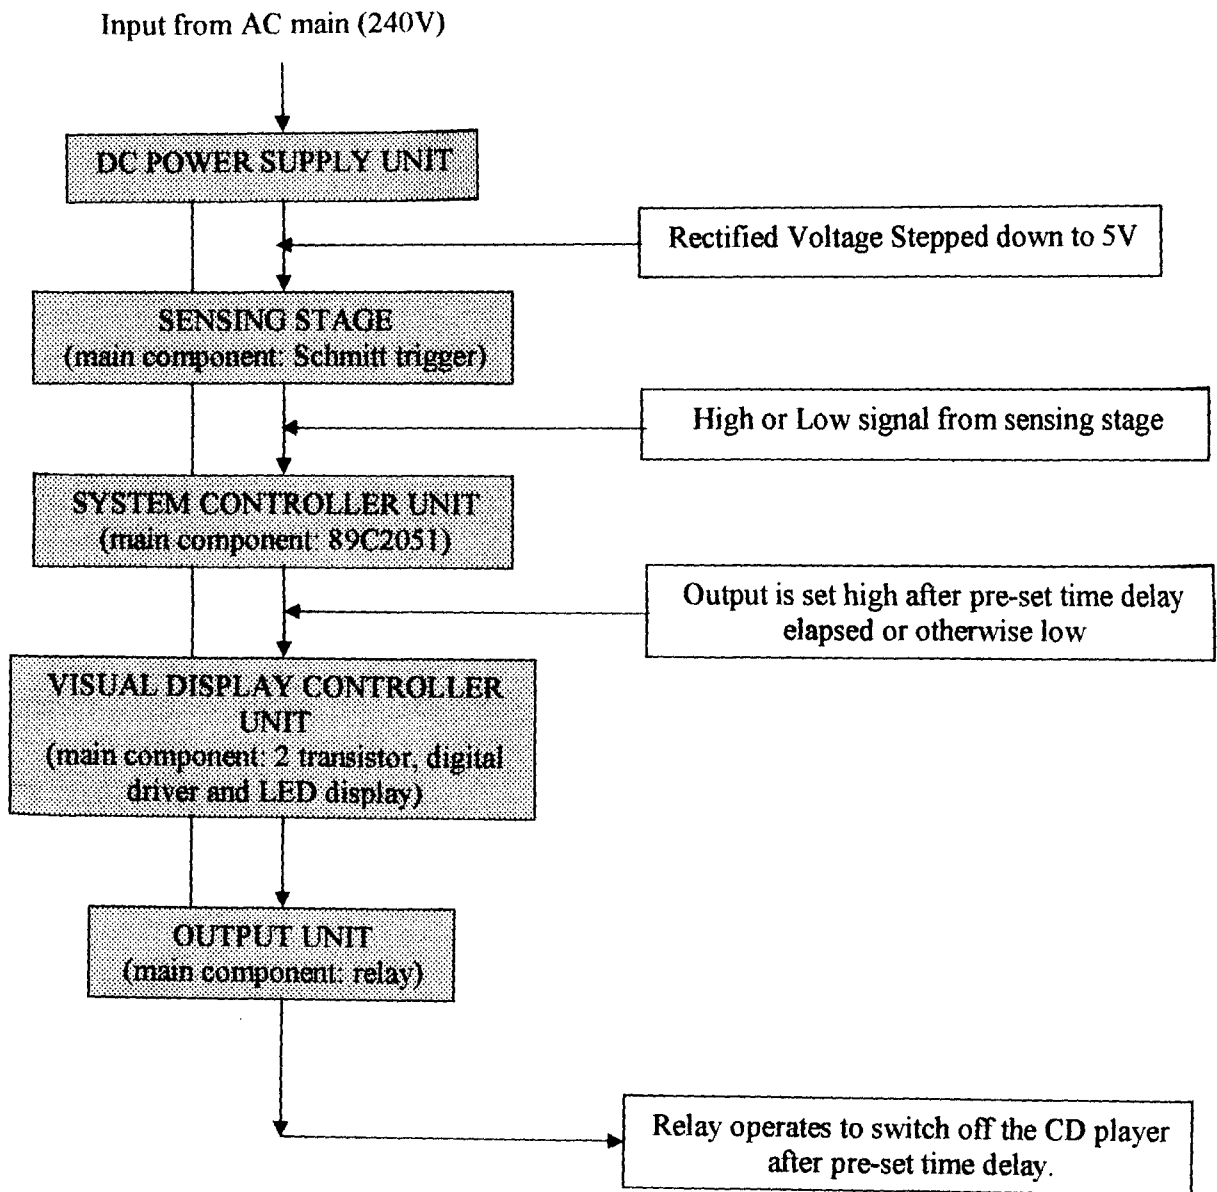 Input from AC main (240V)
DC POWER SUPPLY UNIT
Rectified Voltage Stepped down to 5V
SENSING STAGE
(main component: Schmitt trigger)
High or Low signal from sensing stage
SYSTEM CONTROLLER UNIT
(main component: 89C2051)
Output is set high after pre-set time delay
elapsed or otherwise low
VISUAL DISPLAY CONTROLLER
UNIT
(main component: 2 transistor, digital
driver and LED display)
OUTPUT UNIT
(main component: relay)
Relay operates to switch off the CD player
after pre-set time delay.